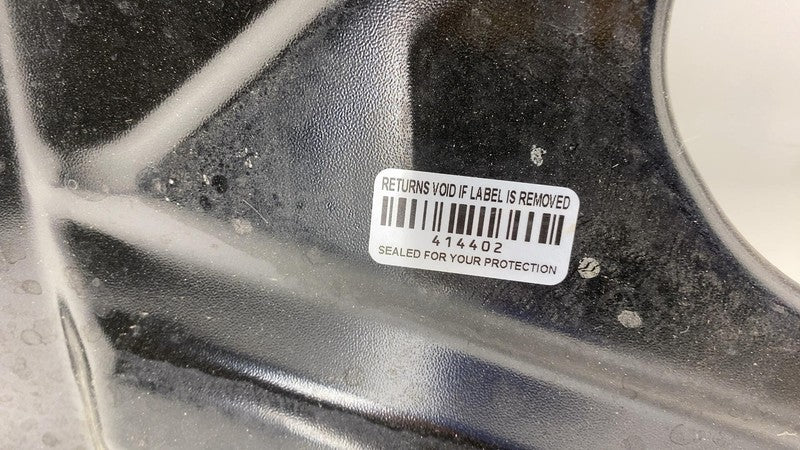 RETURNS VOID IF LABEL IS REMOVED
414402
SEALED FOR YOUR PROTECTION